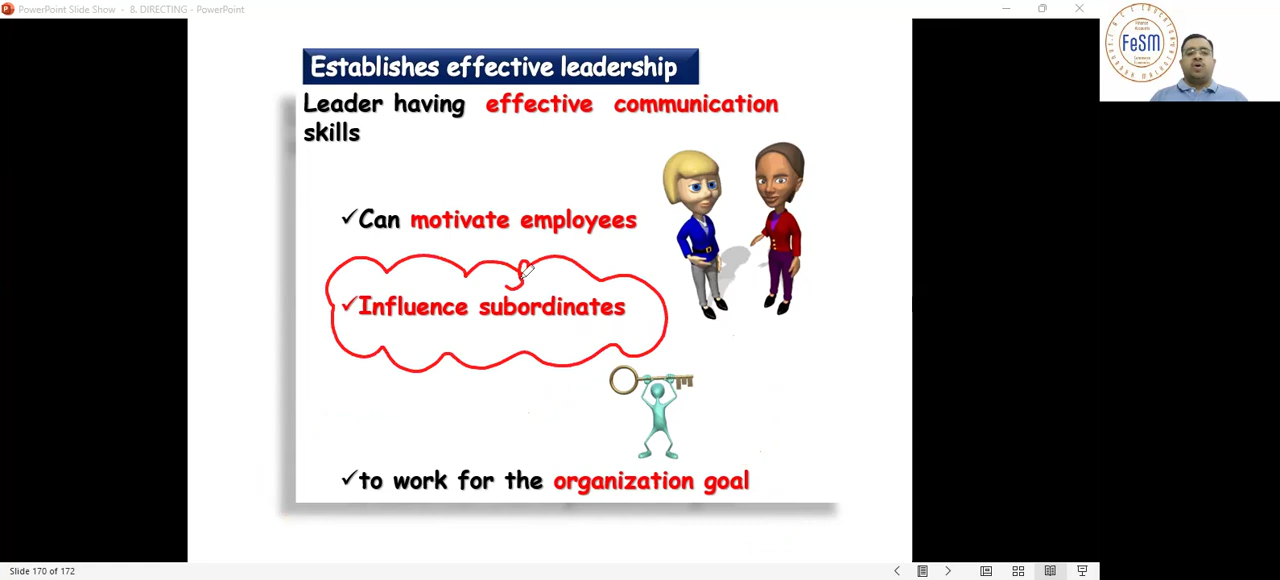 PowerPoint Slide Show - 8. DIRECTING - PowerPoint
FeSM
Establishes effective leadership
Leader having effective communication
skills
✓Can motivate employees
✓Influence subordinates
✓to work for the organization goal
Slide 170 of 172